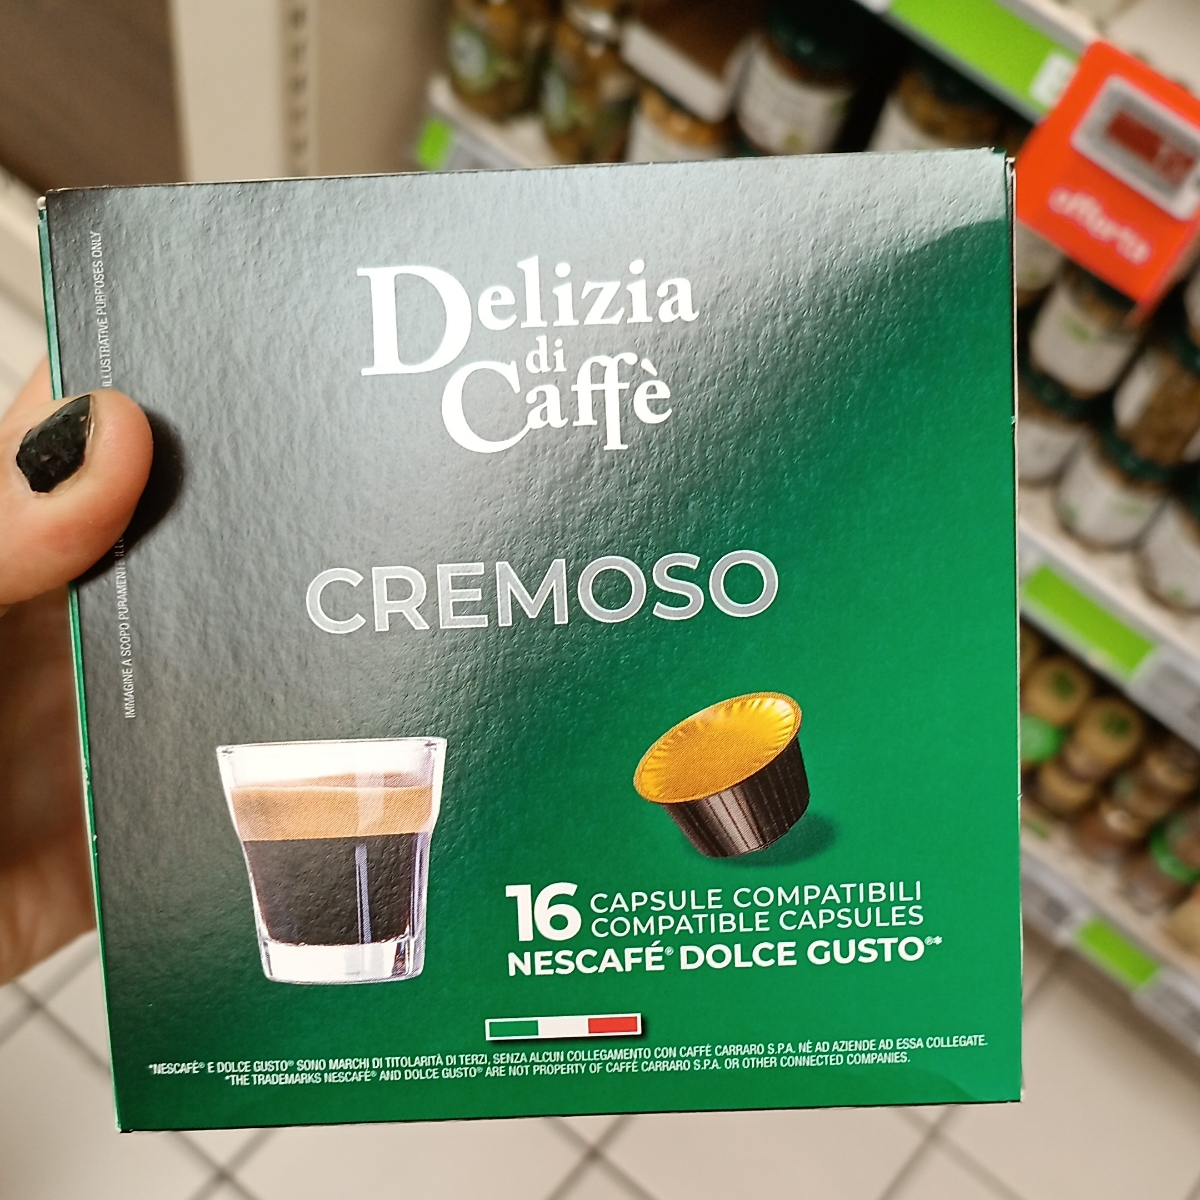 Delizia
di
Caffè
CREMOSO
16 CAPSULE COMPATIBILI
COMPATIBLE CAPSULES
NESCAFÉ® DOLCE GUSTO®*
*NESCAFÉ® E DOLCE GUSTO® SONO MARCHI DI TITOLARITÀ DI TERZI, SENZA ALCUN COLLEGAMENTO CON CAFFÈ CARRARO S.P.A. NÈ AD AZIENDE AD ESSA COLLEGATE.
*THE TRADEMARKS NESCAFÉ® AND DOLCE GUSTO® ARE NOT PROPERTY OF CAFFÈ CARRARO S.P.A. OR OTHER CONNECTED COMPANIES.
IMMAGINE A SCOPO PURAMENTE ILLUSTRATIVE PURPOSES ONLY
offerta